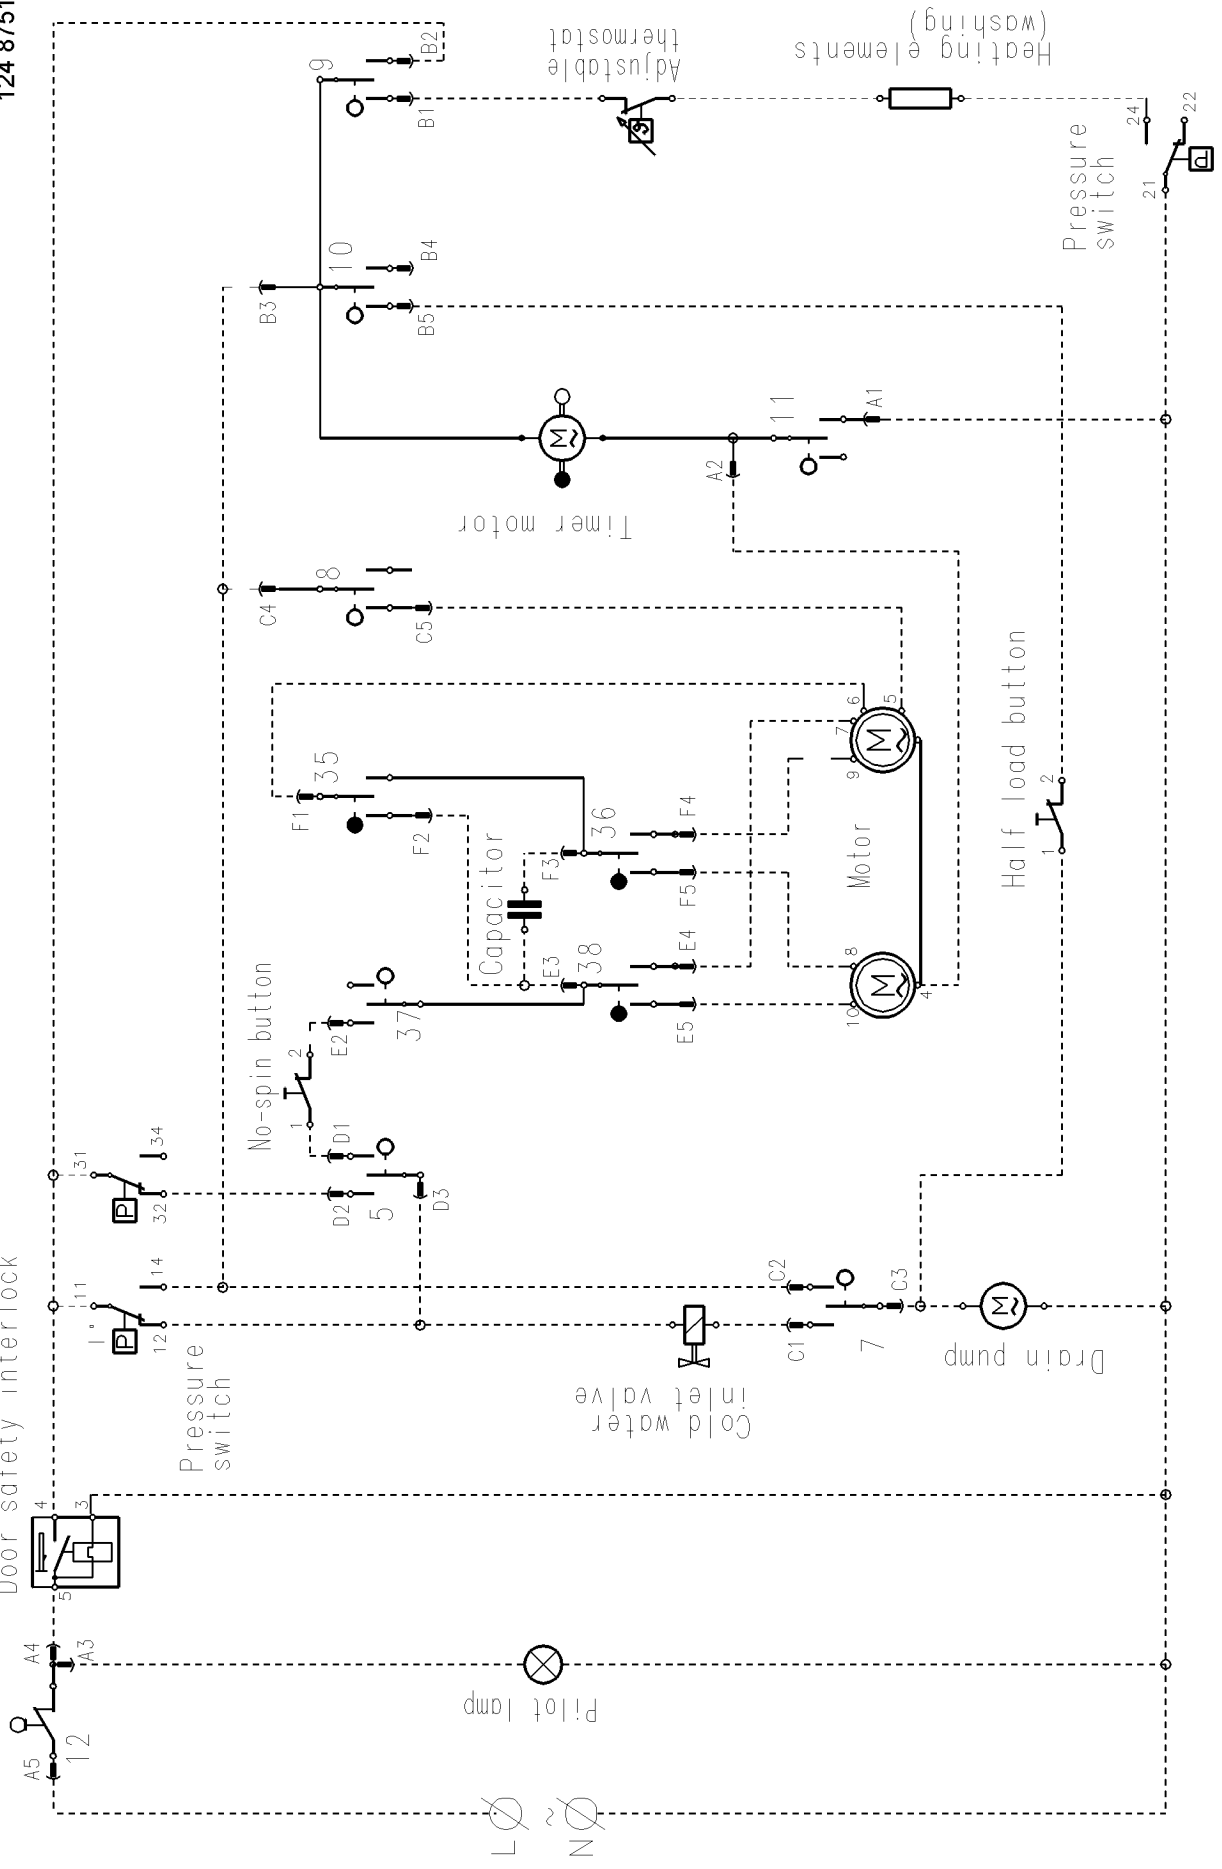 124 8751
Door safety interlock
Pressure
switch
Pilot lamp
Cold water
inlet valve
Drain pump
No-spin button
Capacitor
Motor
Half load button
Timer motor
Adjustable
thermostat
Heating elements
(washing)
Pressure
switch
L
~
N
A5
12
A4
A3
5
4
3
11
1°
P
12
14
31
P
32
34
D2
D1
5
D3
1
2
E2
37
C1
C2
7
C3
M
~
F1
35
F2
F3
36
F4
F5
E3
38
E4
E5
10
8
4
M
~
9
7
6
5
M
~
1
2
C4
8
C5
M
~
A2
11
A1
B3
10
B4
B5
9
B2
B1
24
22
21
P